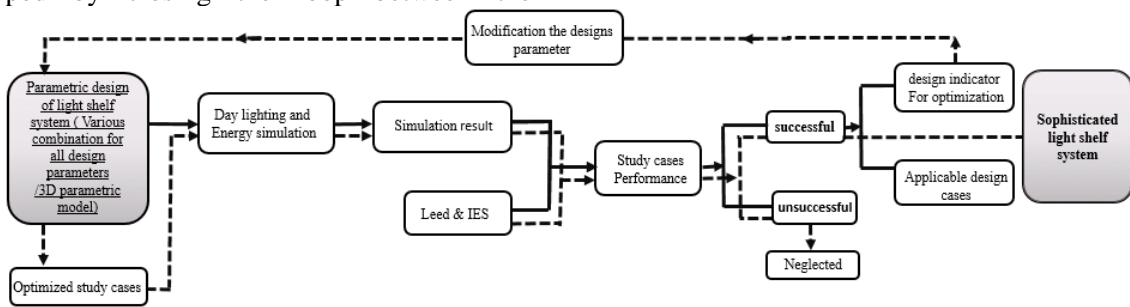 Modification the designs
parameter
Parametric design
of light shelf
system ( Various
combination for
all design
parameters
/3D parametric
model)
Day lighting and
Energy simulation
Simulation result
Leed & IES
Study cases
Performance
successful
unsuccessful
Neglected
design indicator
For optimization
Applicable design
cases
Sophisticated
light shelf
system
Optimized study cases